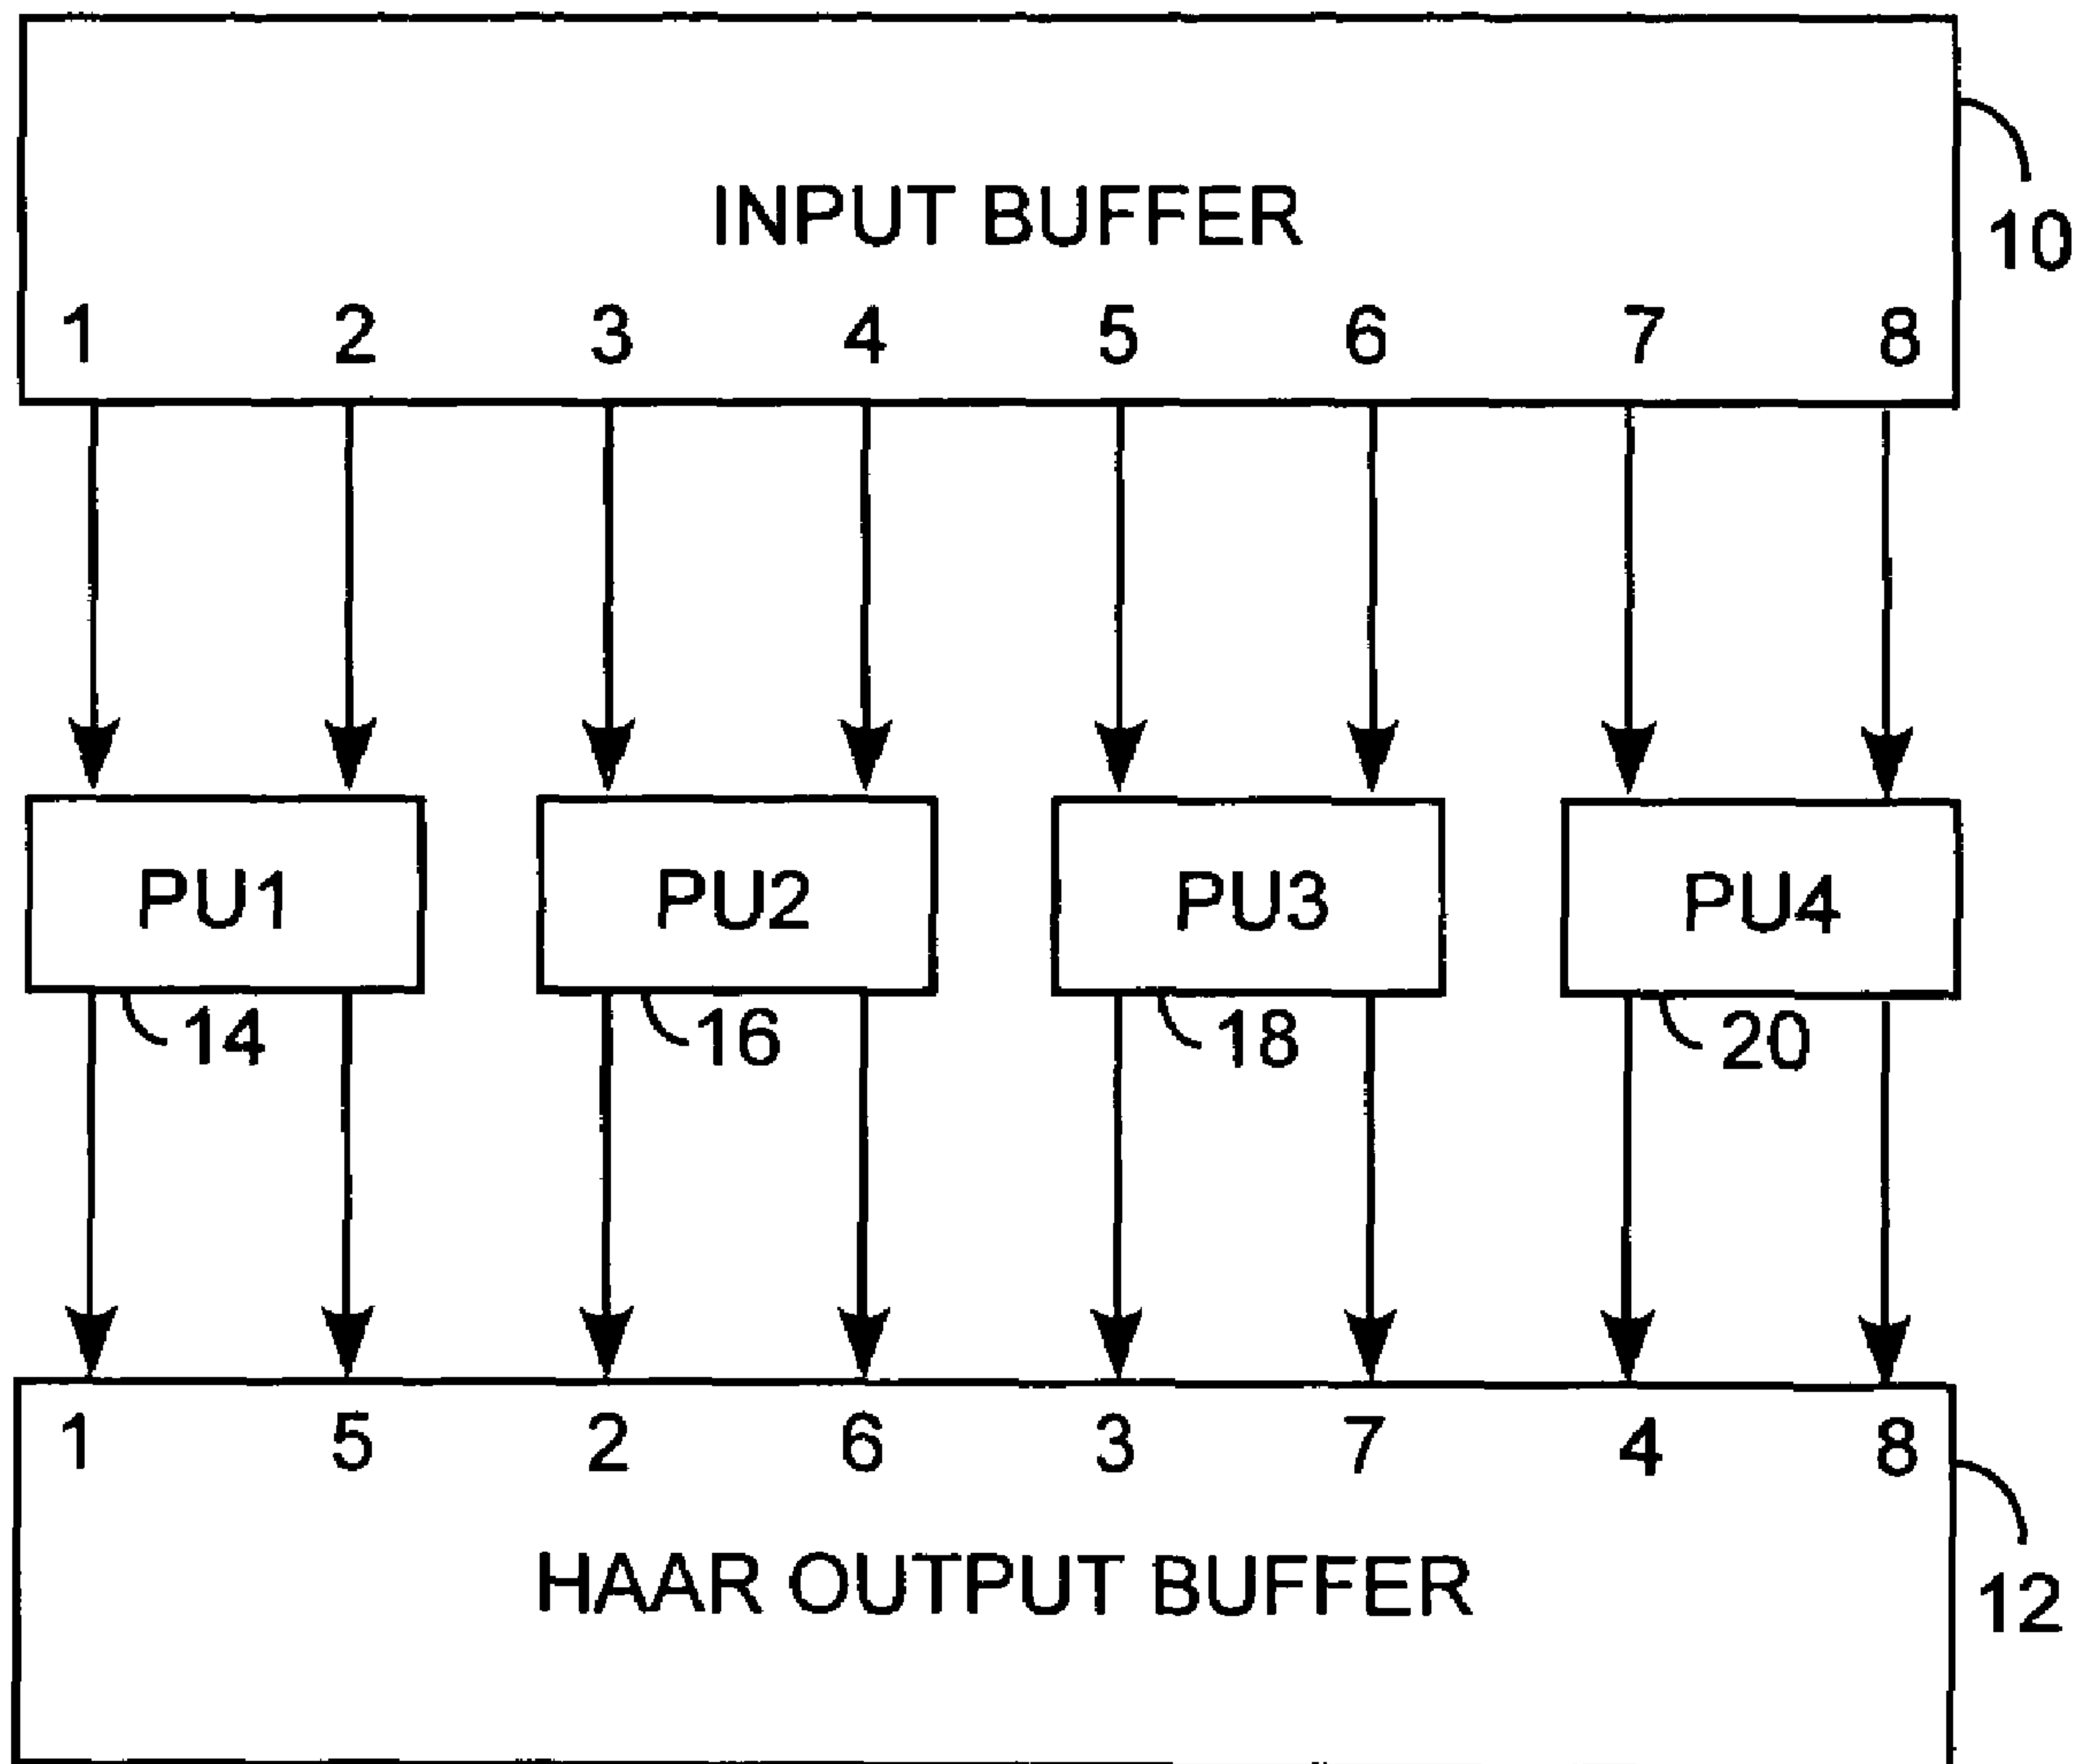 INPUT BUFFER
10
1 2 3 4 5 6 7 8
PU1 PU2 PU3 PU4
14 16 18 20
1 5 2 6 3 7 4 8
HAAR OUTPUT BUFFER
12